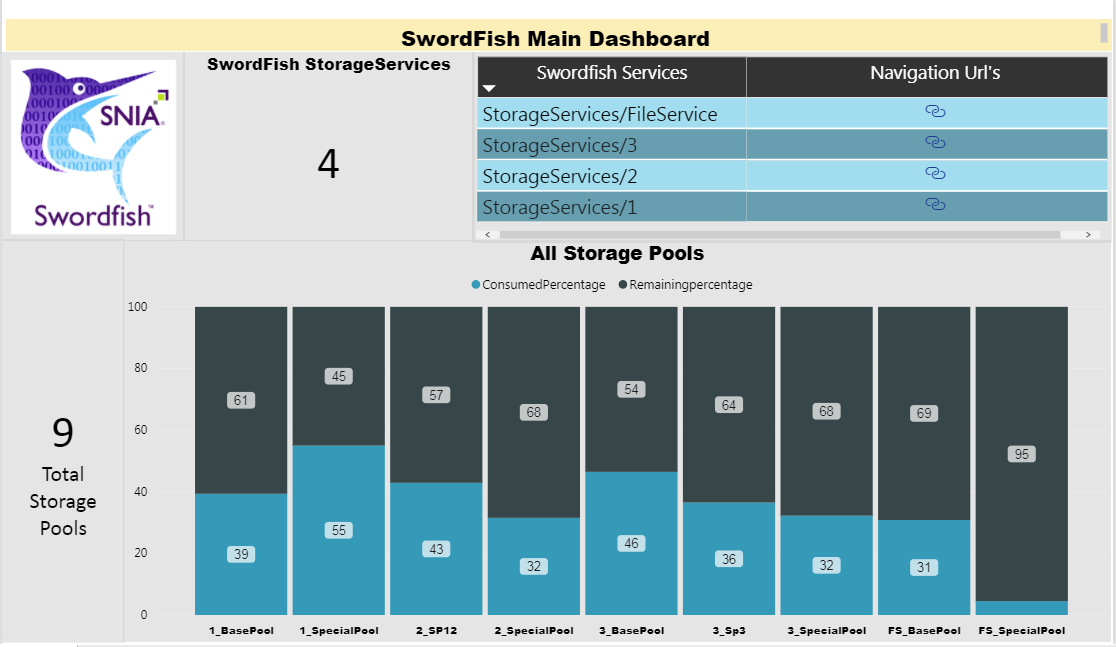 SwordFish Main Dashboard
SNIA
Swordfish™
SwordFish StorageServices
4
Swordfish Services Navigation Url's
StorageServices/FileService
StorageServices/3
StorageServices/2
StorageServices/1
All Storage Pools
ConsumedPercentage Remainingpercentage
9
Total
Storage
Pools
100
80
60
40
20
0
61 45 57 68 54 64 68 69 95
39 55 43 32 46 36 32 31
1_BasePool 1_SpecialPool 2_SP12 2_SpecialPool 3_BasePool 3_Sp3 3_SpecialPool FS_BasePool FS_SpecialPool